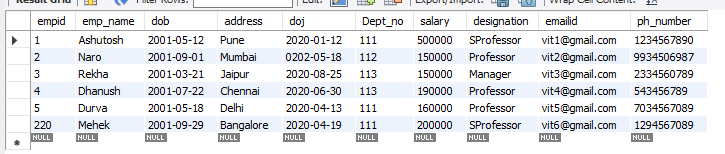 Result Grid Filter Rows: Edit: Export/Import: Wrap Cell Content:
empid emp_name dob address doj Dept_no salary designation emailid ph_number
1 Ashutosh 2001-05-12 Pune 2020-01-12 111 500000 SProfessor vit1@gmail.com 1234567890
2 Naro 2001-09-01 Mumbai 0202-05-18 112 150000 Professor vit2@gmail.com 9934506987
3 Rekha 2001-03-21 Jaipur 2020-08-25 113 150000 Manager vit3@gmail.com 2334560789
4 Dhanush 2001-07-22 Chennai 2020-06-30 113 190000 Professor vit4@gmail.com 543456789
5 Durva 2001-05-18 Delhi 2020-04-13 111 160000 Professor vit5@gmail.com 7034567089
220 Mehek 2001-09-29 Bangalore 2020-04-19 111 200000 SProfessor vit6@gmail.com 1294567089
NULL NULL NULL NULL NULL NULL NULL NULL NULL NULL